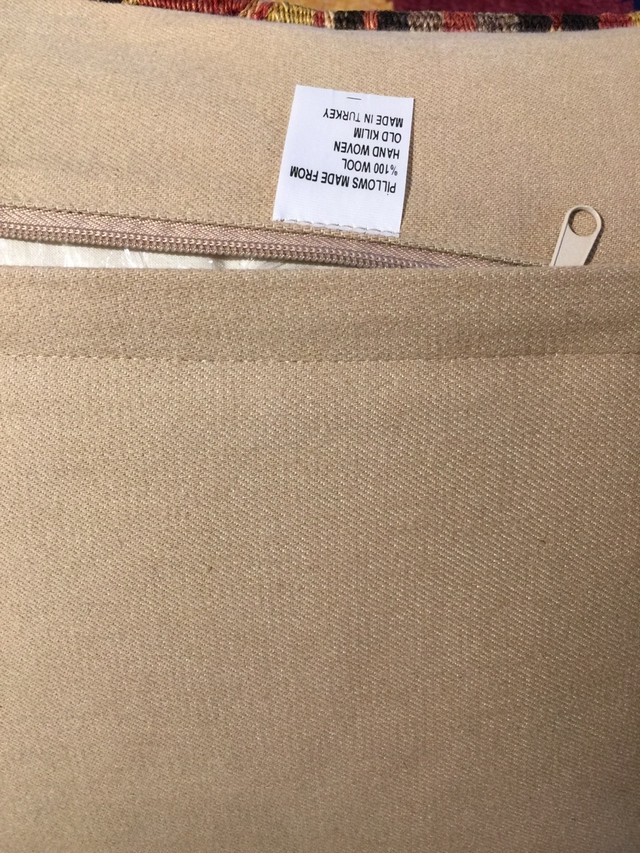 PiLLOWS MADE FROM
%100 WOOL
HAND WOVEN
OLD KILIM
MADE IN TURKEY